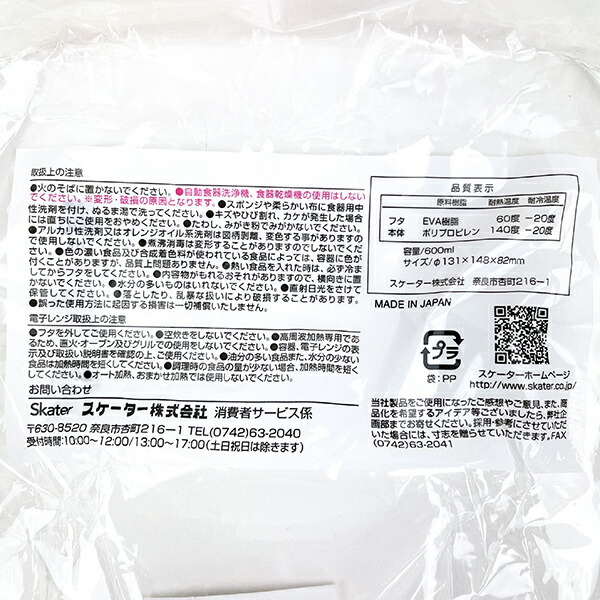 取扱上の注意
●火のそばに置かないでください。●自動食器洗浄機、食器乾燥機の使用はしない
でください。※変形・破損の原因となります。●スポンジや柔らかい布に食器用中
性洗剤を付け、ぬるま湯で洗ってください。●キズやひび割れ、カケが発生した場合
には直ちにご使用をおやめください。●たわし、みがき粉でみがかないでください。
●アルカリ性洗剤又はオレンジオイル系洗剤は図柄剥離、変色する事がありますの
で使用しないでください。●煮沸消毒は変形することがありますのでしないでくだ
さい。●色の濃い食品及び合成着色料が使われている食品によっては、容器に色が
付くことがありますが、品質上問題ありません。●熱い食品を入れた時は、必ず冷ま
してからフタをしてください。●内容物がもれるおそれがありますので、横向きに置
かないでください。●水分の多いものはいれないでください。●直射日光をさけて
保管してください。●落としたり、乱暴な扱いにより破損することがあります。
●誤った使用方法に起因する損害は一切補償いたしません。
電子レンジ取扱上の注意
●フタを外してご使用ください。●空炊きをしないでください。●高周波加熱専用であ
るため、直火・オーブン及びグリルでの使用をしないでください。●容器、電子レンジの表
示及び取扱い説明書を確認の上、ご使用ください。●油分の多い食品また、水分の少ない
食品は加熱時間を短くしてください。●調理時の食品の量が少ない場合、加熱時間を短く
してください。●オート加熱、おまかせ加熱では使用しないでください。
お問い合わせ
Skater スケーター株式会社 消費者サービス係
〒630-8520 奈良市杏町216-1 TEL(0742)63-2040
受付時間:10:00~12:00/13:00~17:00(土日祝日は除きます)
品質表示
原料樹脂 耐熱温度 耐冷温度
フタ EVA樹脂 60度 -20度
本体 ポリプロピレン 140度 -20度
容量/600ml
サイズ/φ131×148×82mm
スケーター株式会社 奈良市杏町216-1
MADE IN JAPAN
プラ
袋:PP
スケーターホームページ
http://www.skater.co.jp/
当社製品をご使用になったご感想やご意見、また、商
品化を希望するアイデア等ございましたら、弊社企
画部までお寄せください。採用・参考にさせていただ
いた場合には、寸志を贈らせていただきます。FAX
(0742)63-2041